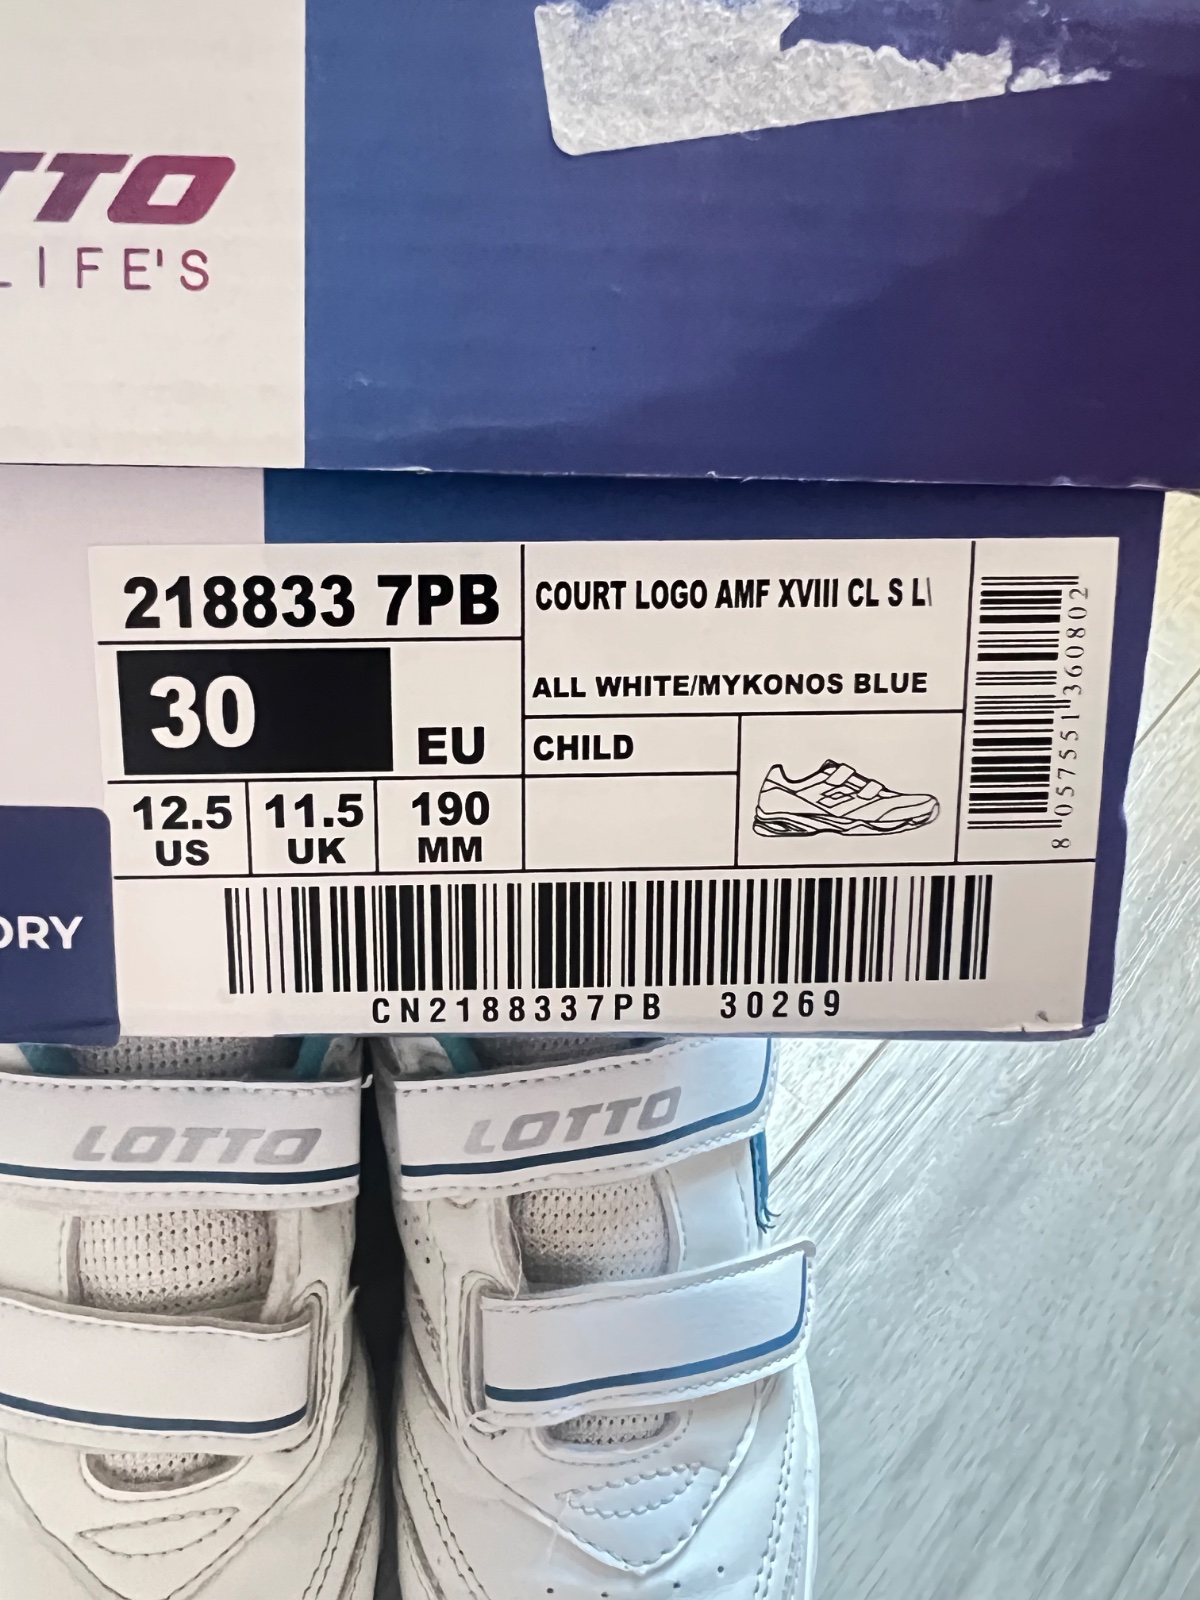 TTO
LIFE'S
218833 7PB
COURT LOGO AMF XVIII CL S L
ALL WHITE/MYKONOS BLUE
30
EU
CHILD
12.5
US
11.5
UK
190
MM
8 057551 360802
CN2188337PB 30269
ORY
LOTTO
LOTTO